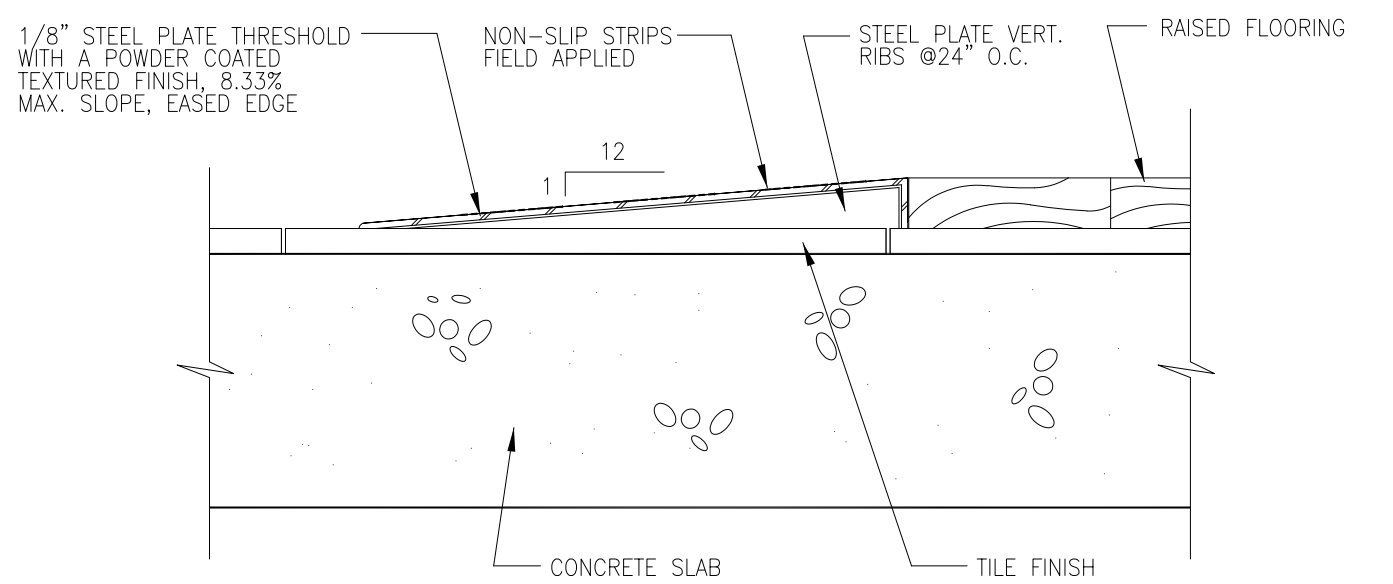 1/8" STEEL PLATE THRESHOLD
WITH A POWDER COATED
TEXTURED FINISH, 8.33%
MAX. SLOPE, EASED EDGE
NON-SLIP STRIPS
FIELD APPLIED
STEEL PLATE VERT.
RIBS @24" O.C.
RAISED FLOORING
12
1
CONCRETE SLAB
TILE FINISH